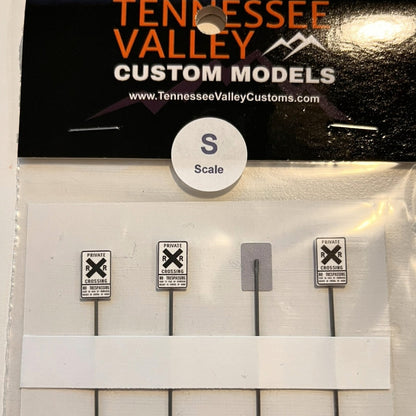 TENNESSEE
VALLEY
CUSTOM MODELS
www.TennesseeValleyCustoms.com
S
Scale
PRIVATE
R R
CROSSING
NO TRESPASSING
PRIVATE
R R
CROSSING
NO TRESPASSING
PRIVATE
R R
CROSSING
NO TRESPASSING